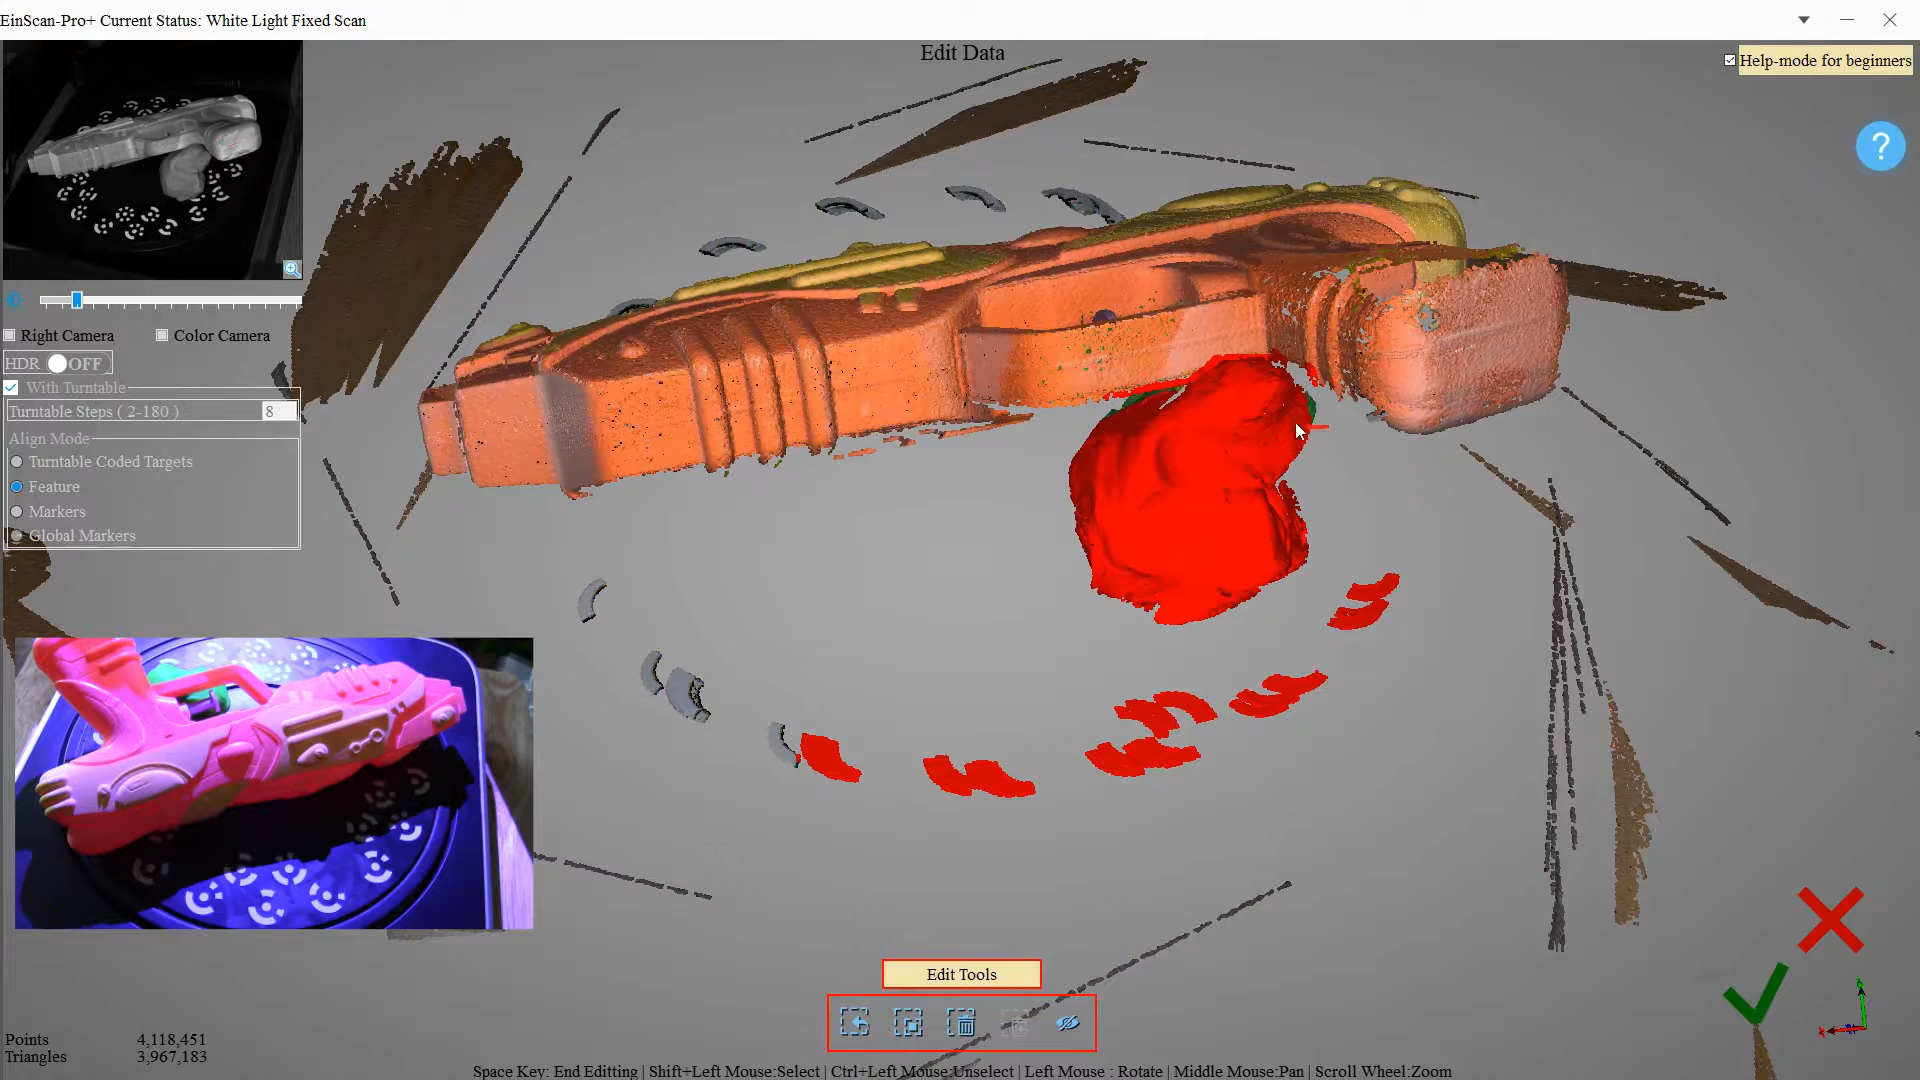 EinScan-Pro+ Current Status: White Light Fixed Scan
Edit Data
Help-mode for beginners
?
Right Camera
Color Camera
HDR OFF
With Turntable
Turntable Steps ( 2-180 ) 8
Align Mode
Turntable Coded Targets
Feature
Markers
Global Markers
Edit Tools
Points 4,118,451
Triangles 3,967,183
Space Key: End Editting | Shift+Left Mouse:Select | Ctrl+Left Mouse:Unselect | Left Mouse : Rotate | Middle Mouse:Pan | Scroll Wheel:Zoom